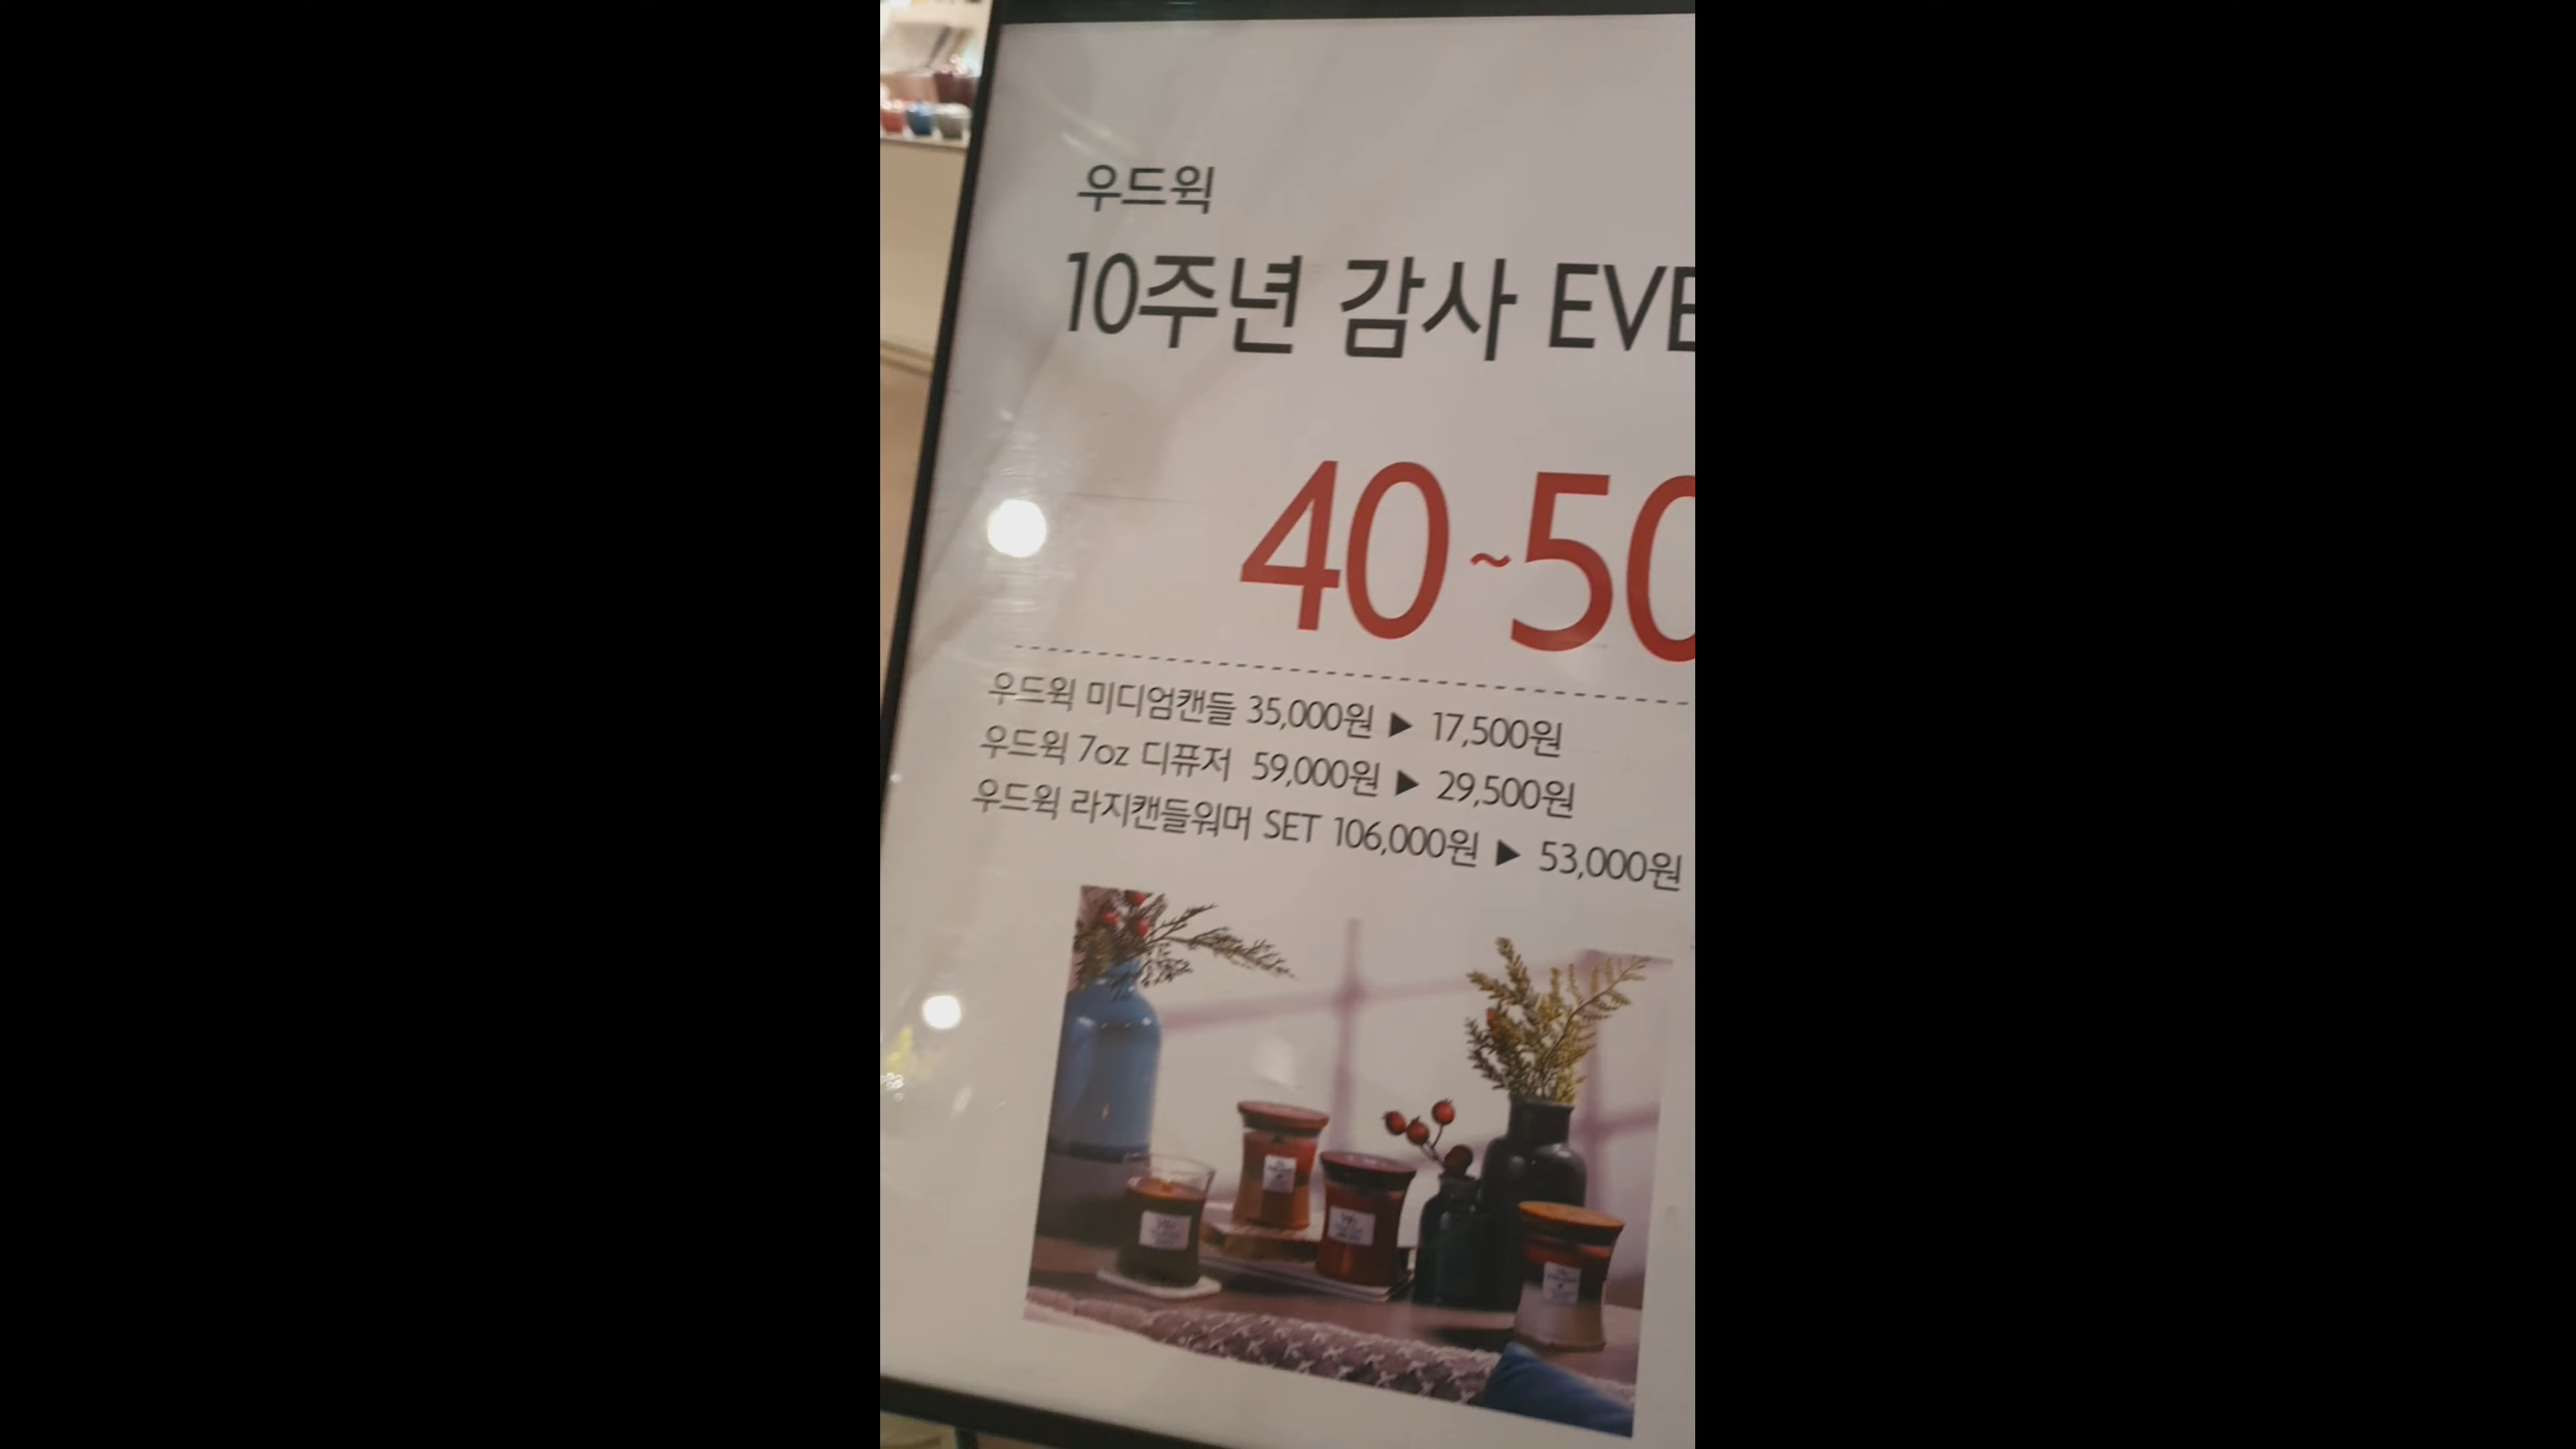 우드윅
10주년 감사 EVE
40~50
우드윅 미디엄캔들 35,000원 ▶ 17,500원
우드윅 7oz 디퓨저 59,000원 ▶ 29,500원
우드윅 라지캔들워머 SET 106,000원 ▶ 53,000원